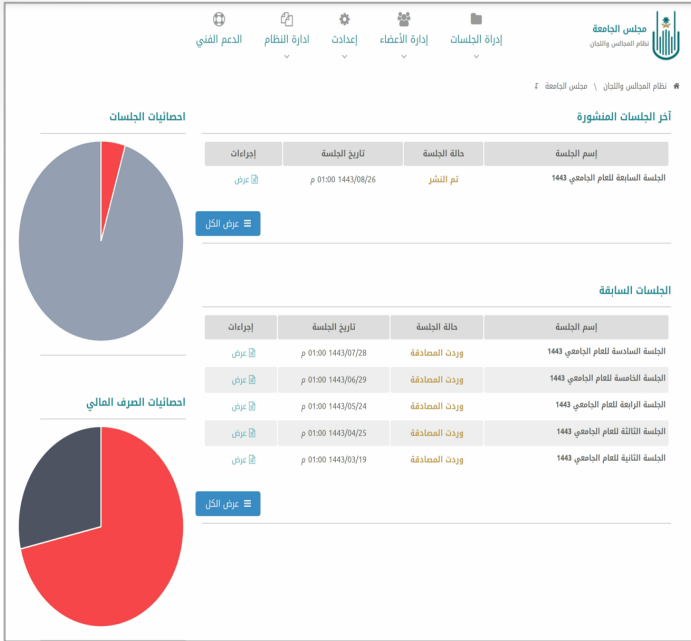 مجلس الجامعة
نظام المجالس واللجان
إدراة الجلسات
إدارة الأعضاء
إعدادت
ادارة النظام
الدعم الفني
نظام المجالس واللجان \ مجلس الجامعة
آخر الجلسات المنشورة
إسم الجلسة حالة الجلسة تاريخ الجلسة إجراءات
الجلسة السابعة للعام الجامعي 1443 تم النشر 1443/08/26 01:00 م عرض
عرض الكل
الجلسات السابقة
إسم الجلسة حالة الجلسة تاريخ الجلسة إجراءات
الجلسة السادسة للعام الجامعي 1443 وردت المصادقة 1443/07/28 01:00 م عرض
الجلسة الخامسة للعام الجامعي 1443 وردت المصادقة 1443/06/29 01:00 م عرض
الجلسة الرابعة للعام الجامعي 1443 وردت المصادقة 1443/05/24 01:00 م عرض
الجلسة الثالثة للعام الجامعي 1443 وردت المصادقة 1443/04/25 01:00 م عرض
الجلسة الثانية للعام الجامعي 1443 وردت المصادقة 1443/03/19 01:00 م عرض
عرض الكل
احصائيات الجلسات
احصائيات الصرف المالي